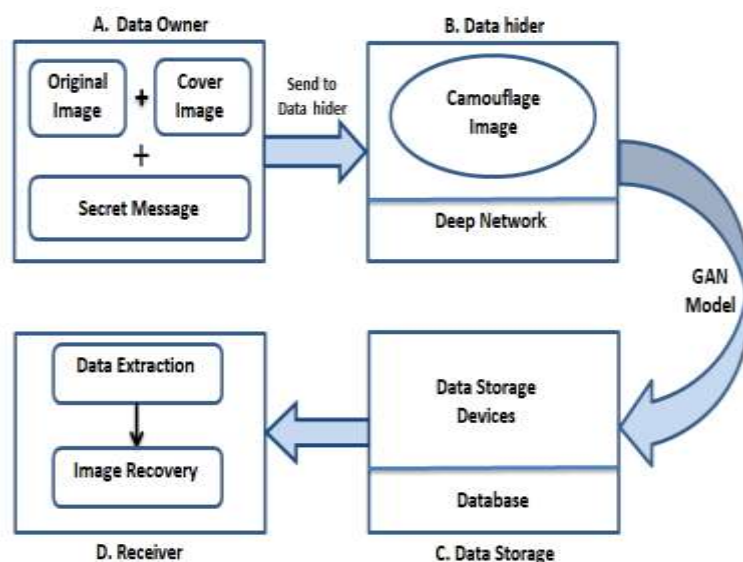 A. Data Owner
Original
Image
+
Cover
Image
+
Secret Message
Send to
Data hider
B. Data hider
Camouflage
Image
Deep Network
GAN
Model
Data Storage
Devices
Database
C. Data Storage
Data Extraction
Image Recovery
D. Receiver